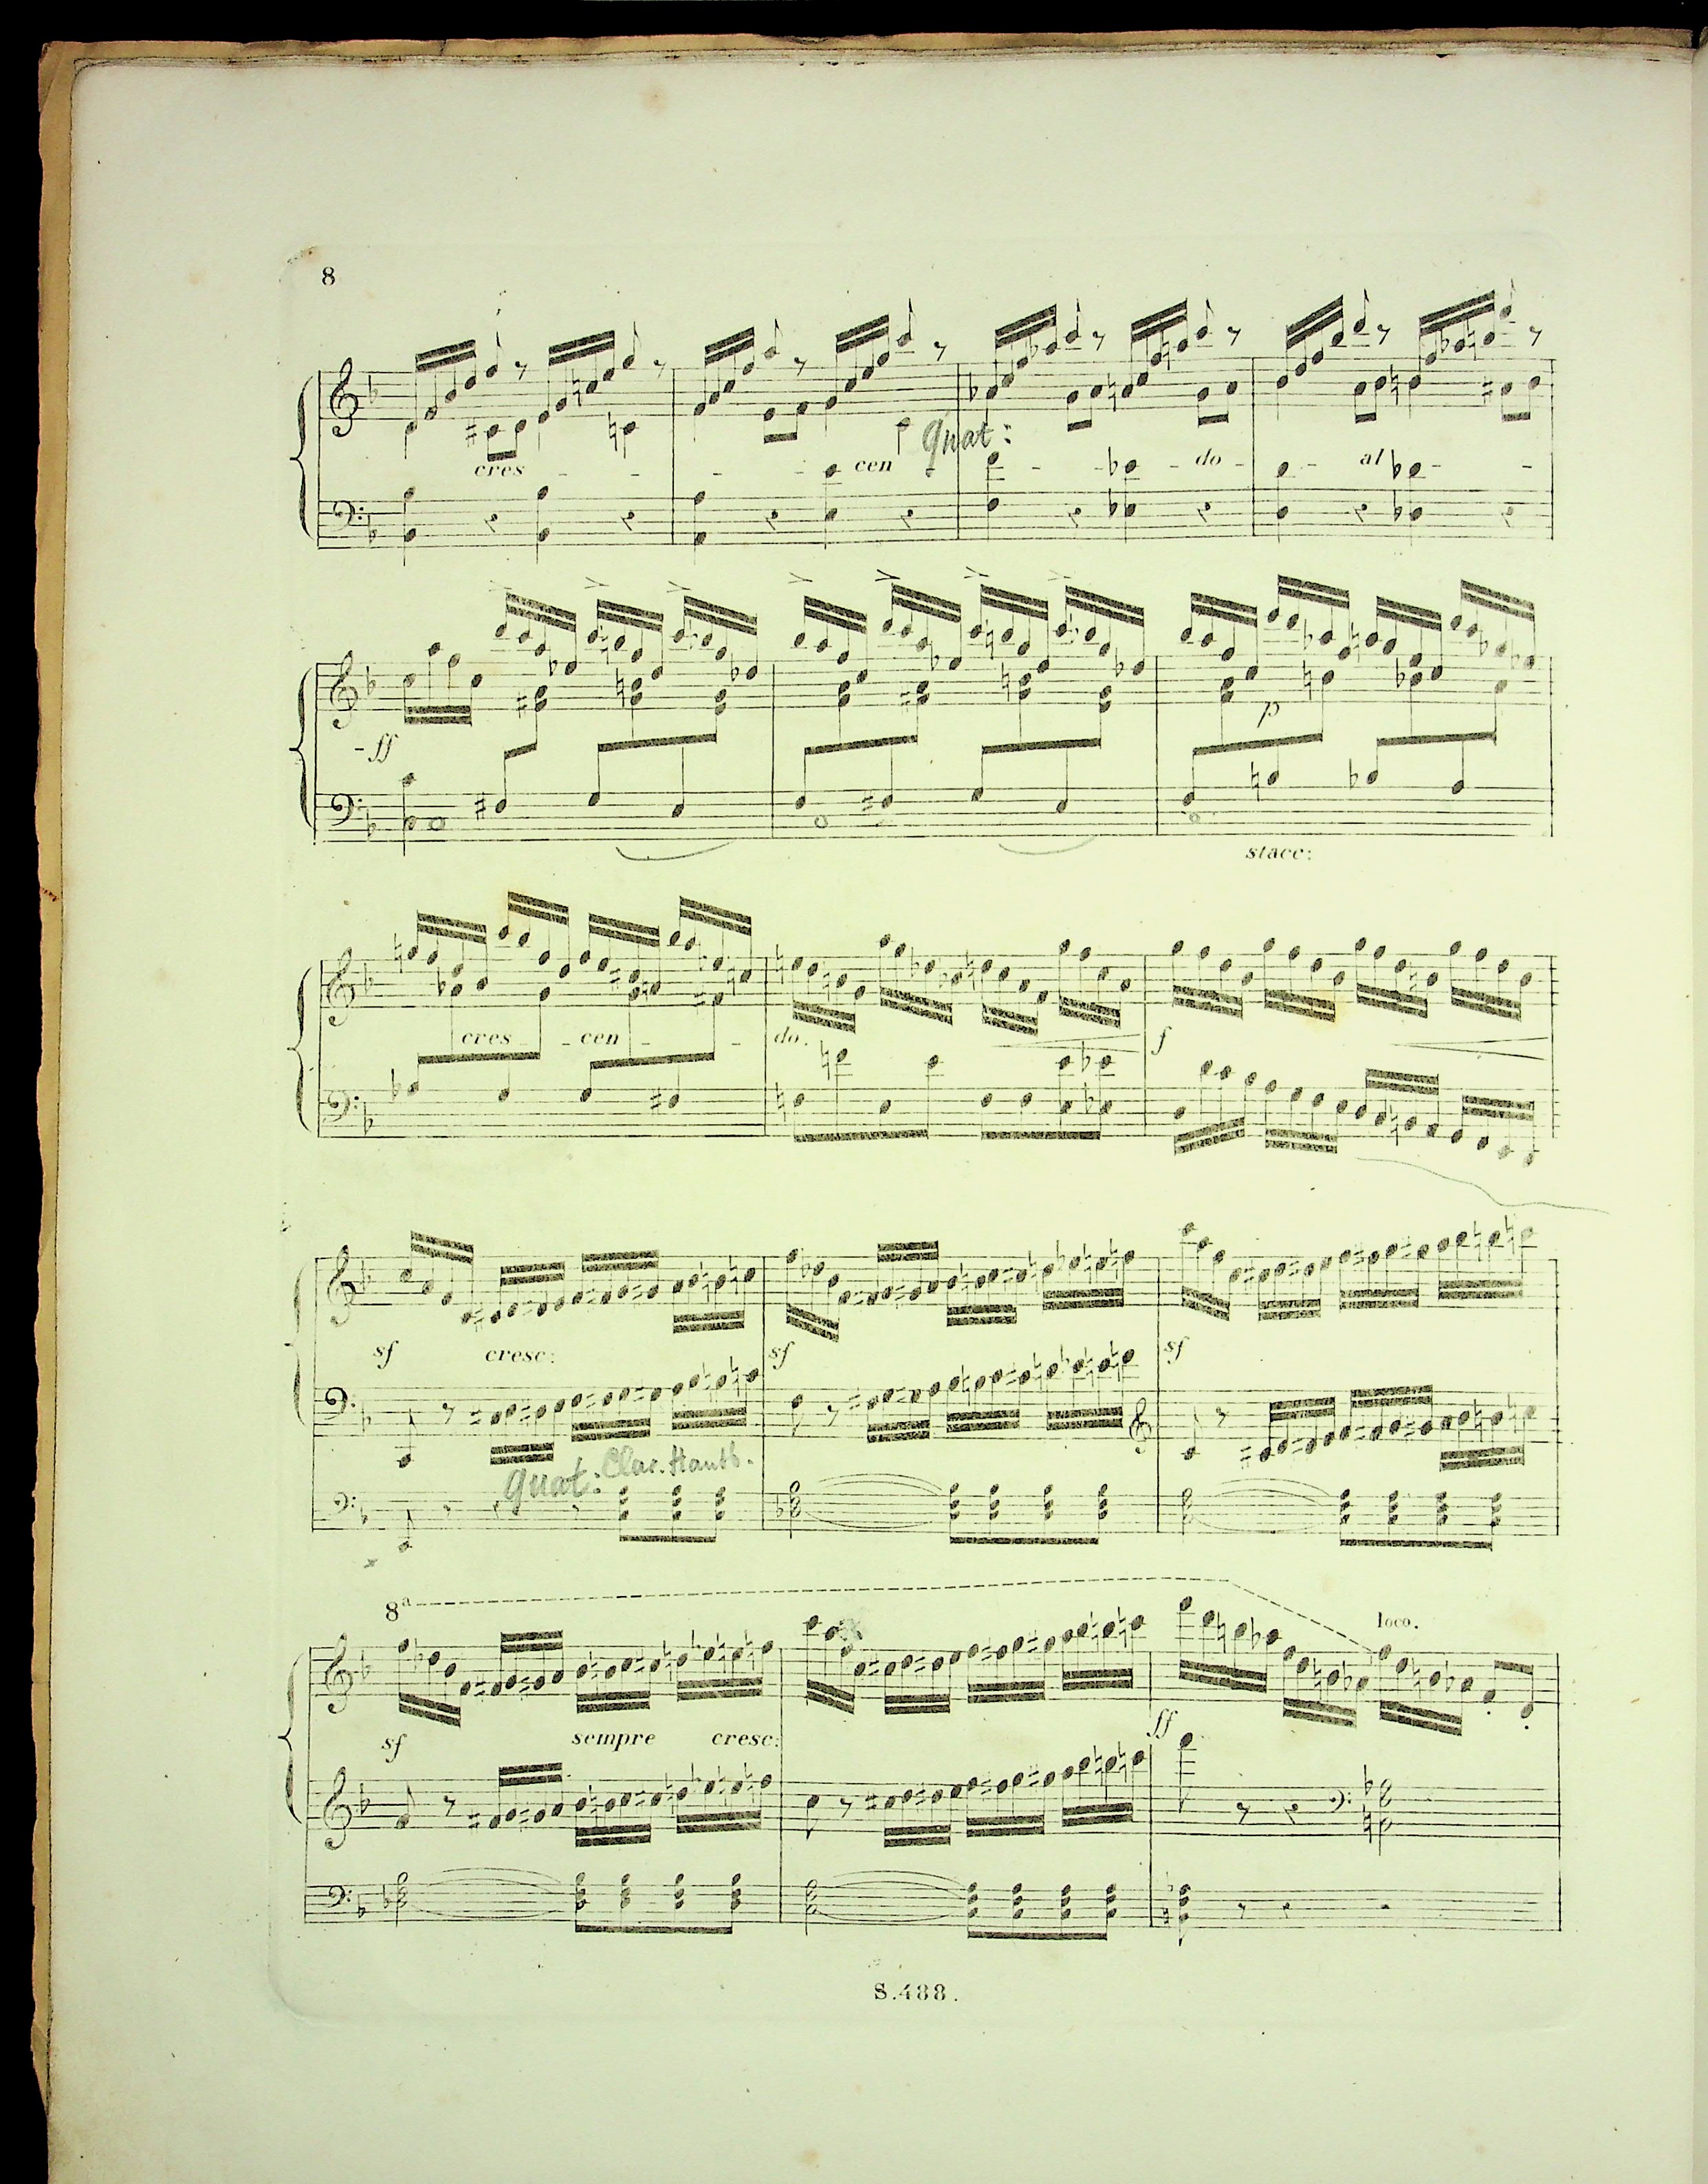 8
cres - - - - cen - - - do - - al - -
Quat:
- ff
p
stacc:
cres - cen - - do.
f
sf cresc: sf sf
Quat: Clar. Hautb.
8a
loco.
sf sempre cresc: ff
S.488.